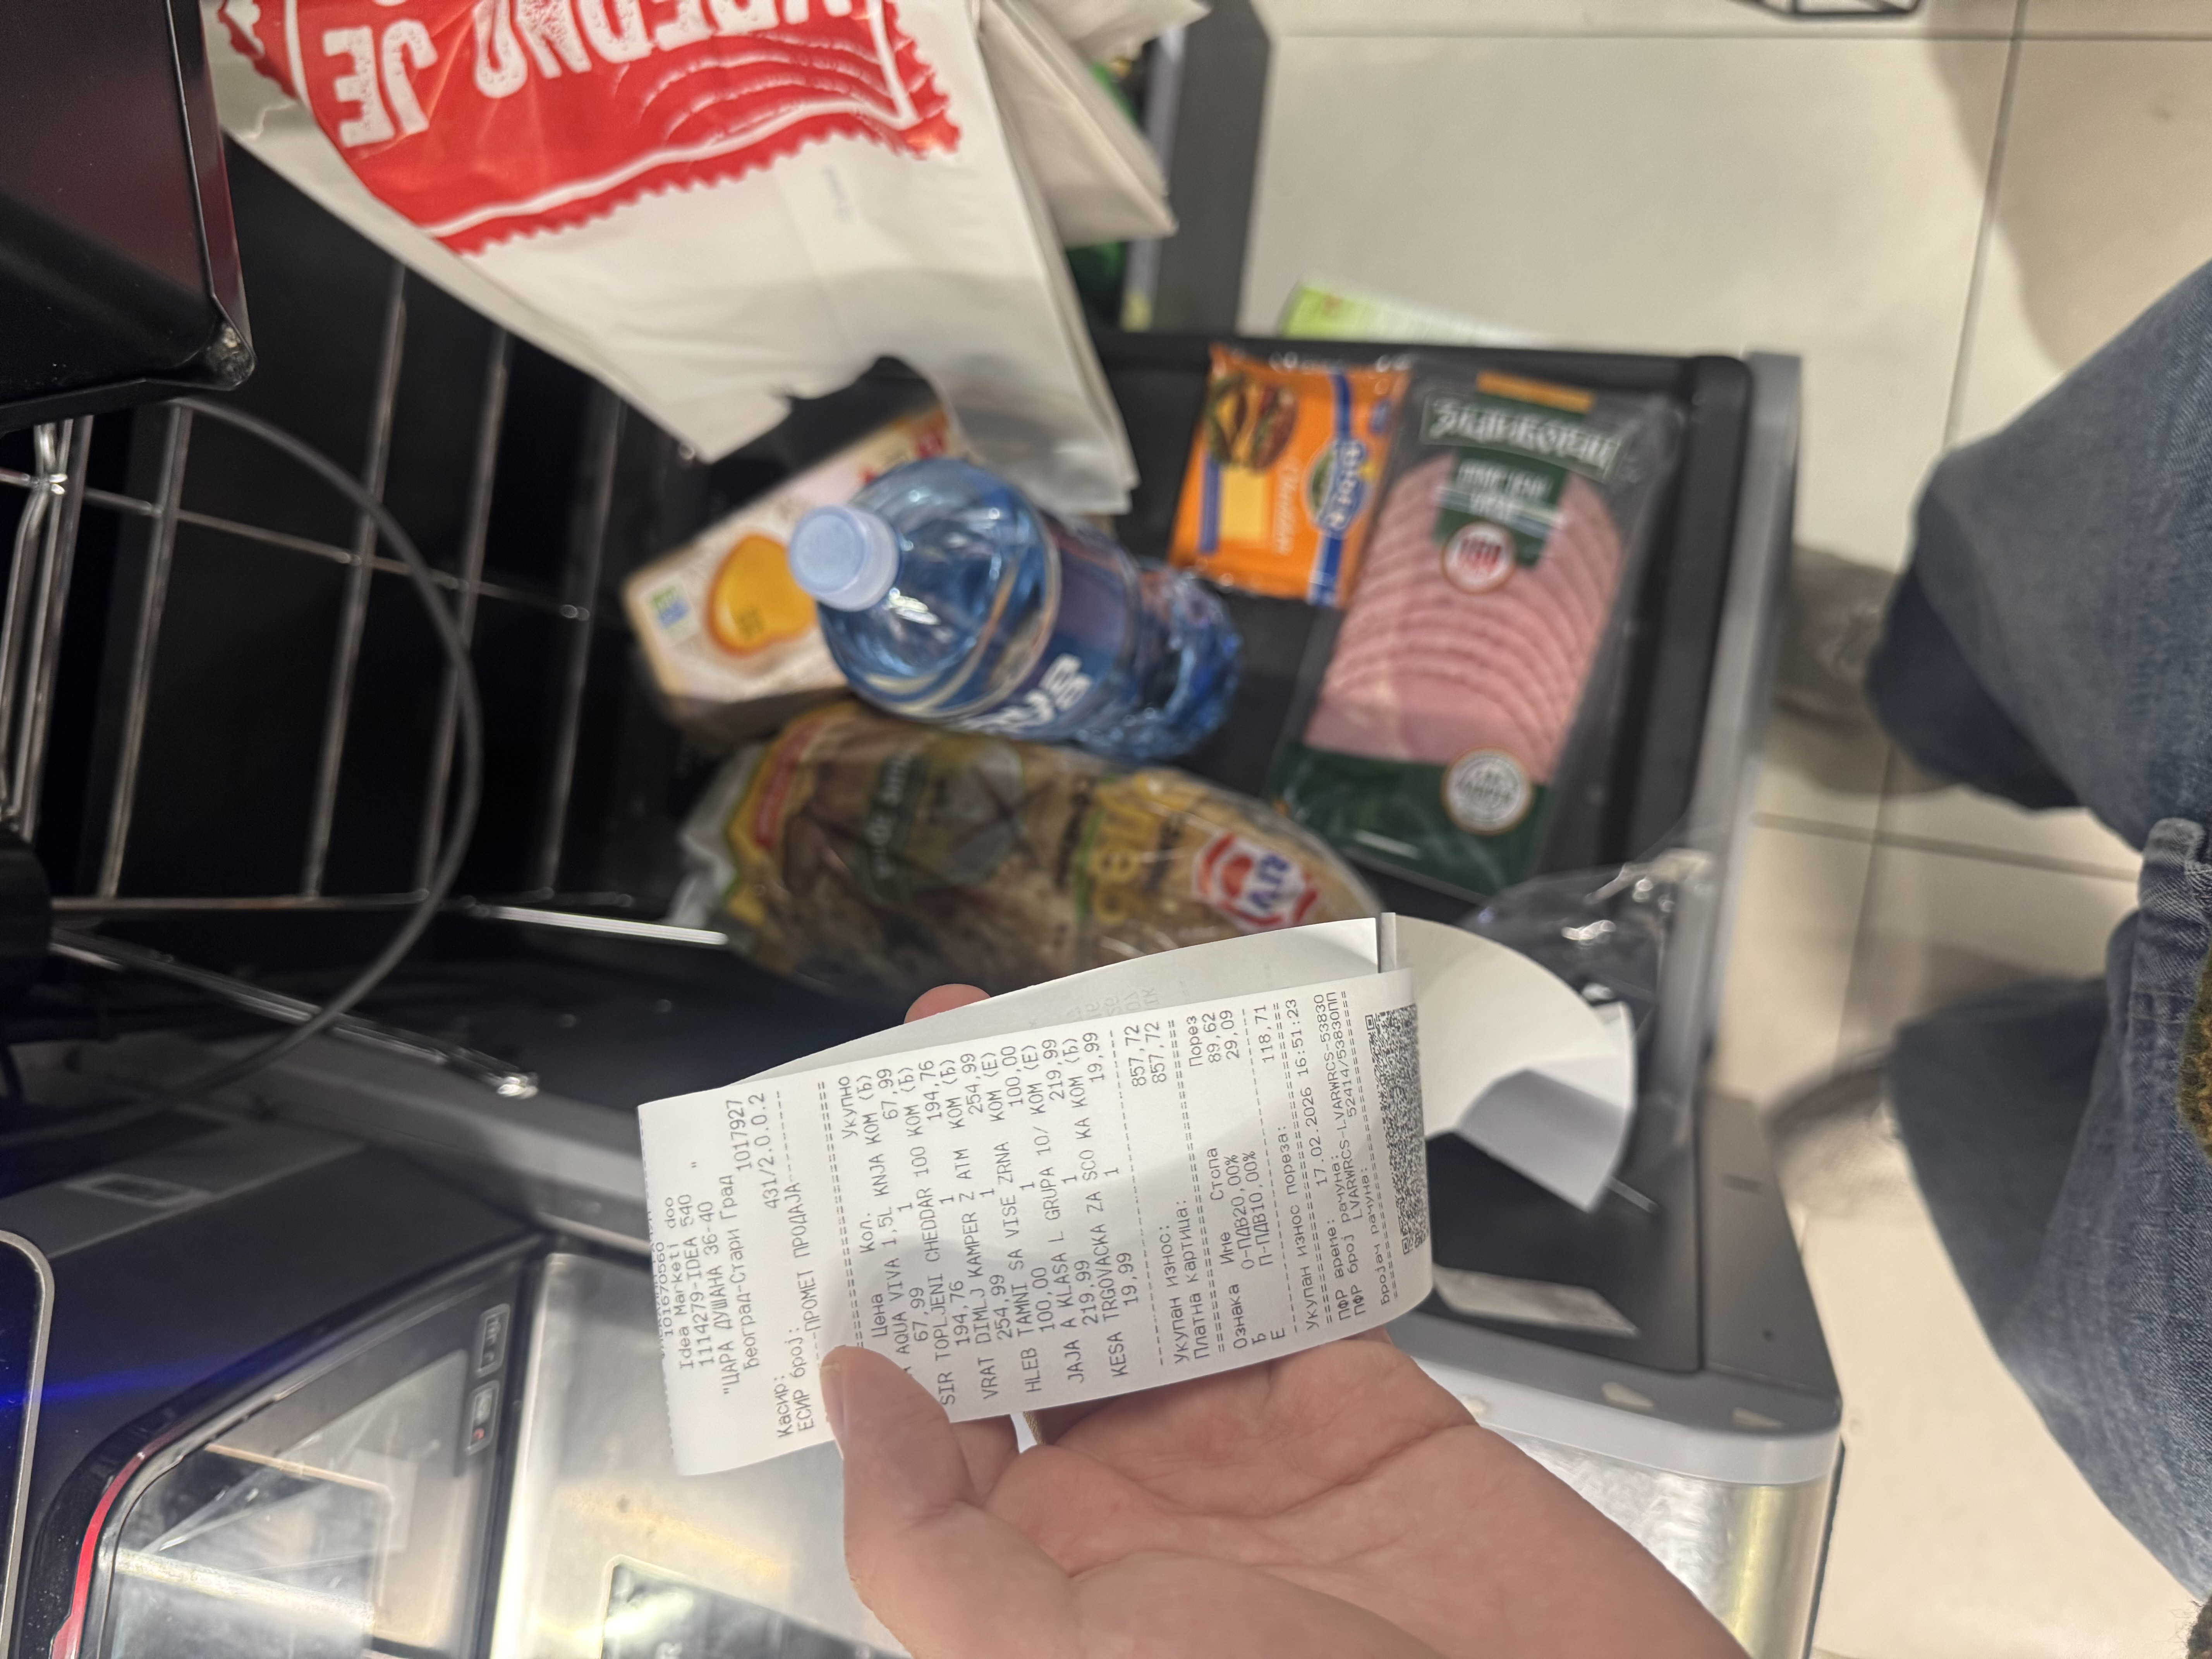 VREDNO JE
101670560
Idea Marketi doo
1114279-IDEA 540
"ЦАРА ДУШАНА 36-40 "
Београд-Стари Град
Касир: 1017927
ЕСИР број: 431/2.0.0.2
ПРОМЕТ ПРОДАЈА
Цена Кол. Укупно
AQUA VIVA 1,5L KNJA KOM (Ђ)
67,99 1 67,99
SIR TOPLJENI CHEDDAR 100 KOM (Ђ)
194,76 1 194,76
VRAT DIMLJ KAMPER Z ATM KOM (Ђ)
254,99 1 254,99
HLEB TAMNI SA VISE ZRNA KOM (Е)
100,00 1 100,00
JAJA A KLASA L GRUPA 10/ KOM (Е)
219,99 1 219,99
KESA TRGOVACKA ZA SCO KA KOM (Ђ)
19,99 1 19,99
Укупан износ: 857,72
Платна картица: 857,72
Ознака Име Стопа Порез
Ђ О-ПДВ20,00% 89,62
Е П-ПДВ10,00% 29,09
Укупан износ пореза: 118,71
ПФР време: 17.02.2026 16:51:23
ПФР број рачуна: LVARWRCS-LVARWRCS-53830
Бројач рачуна: 52414/53830ПП